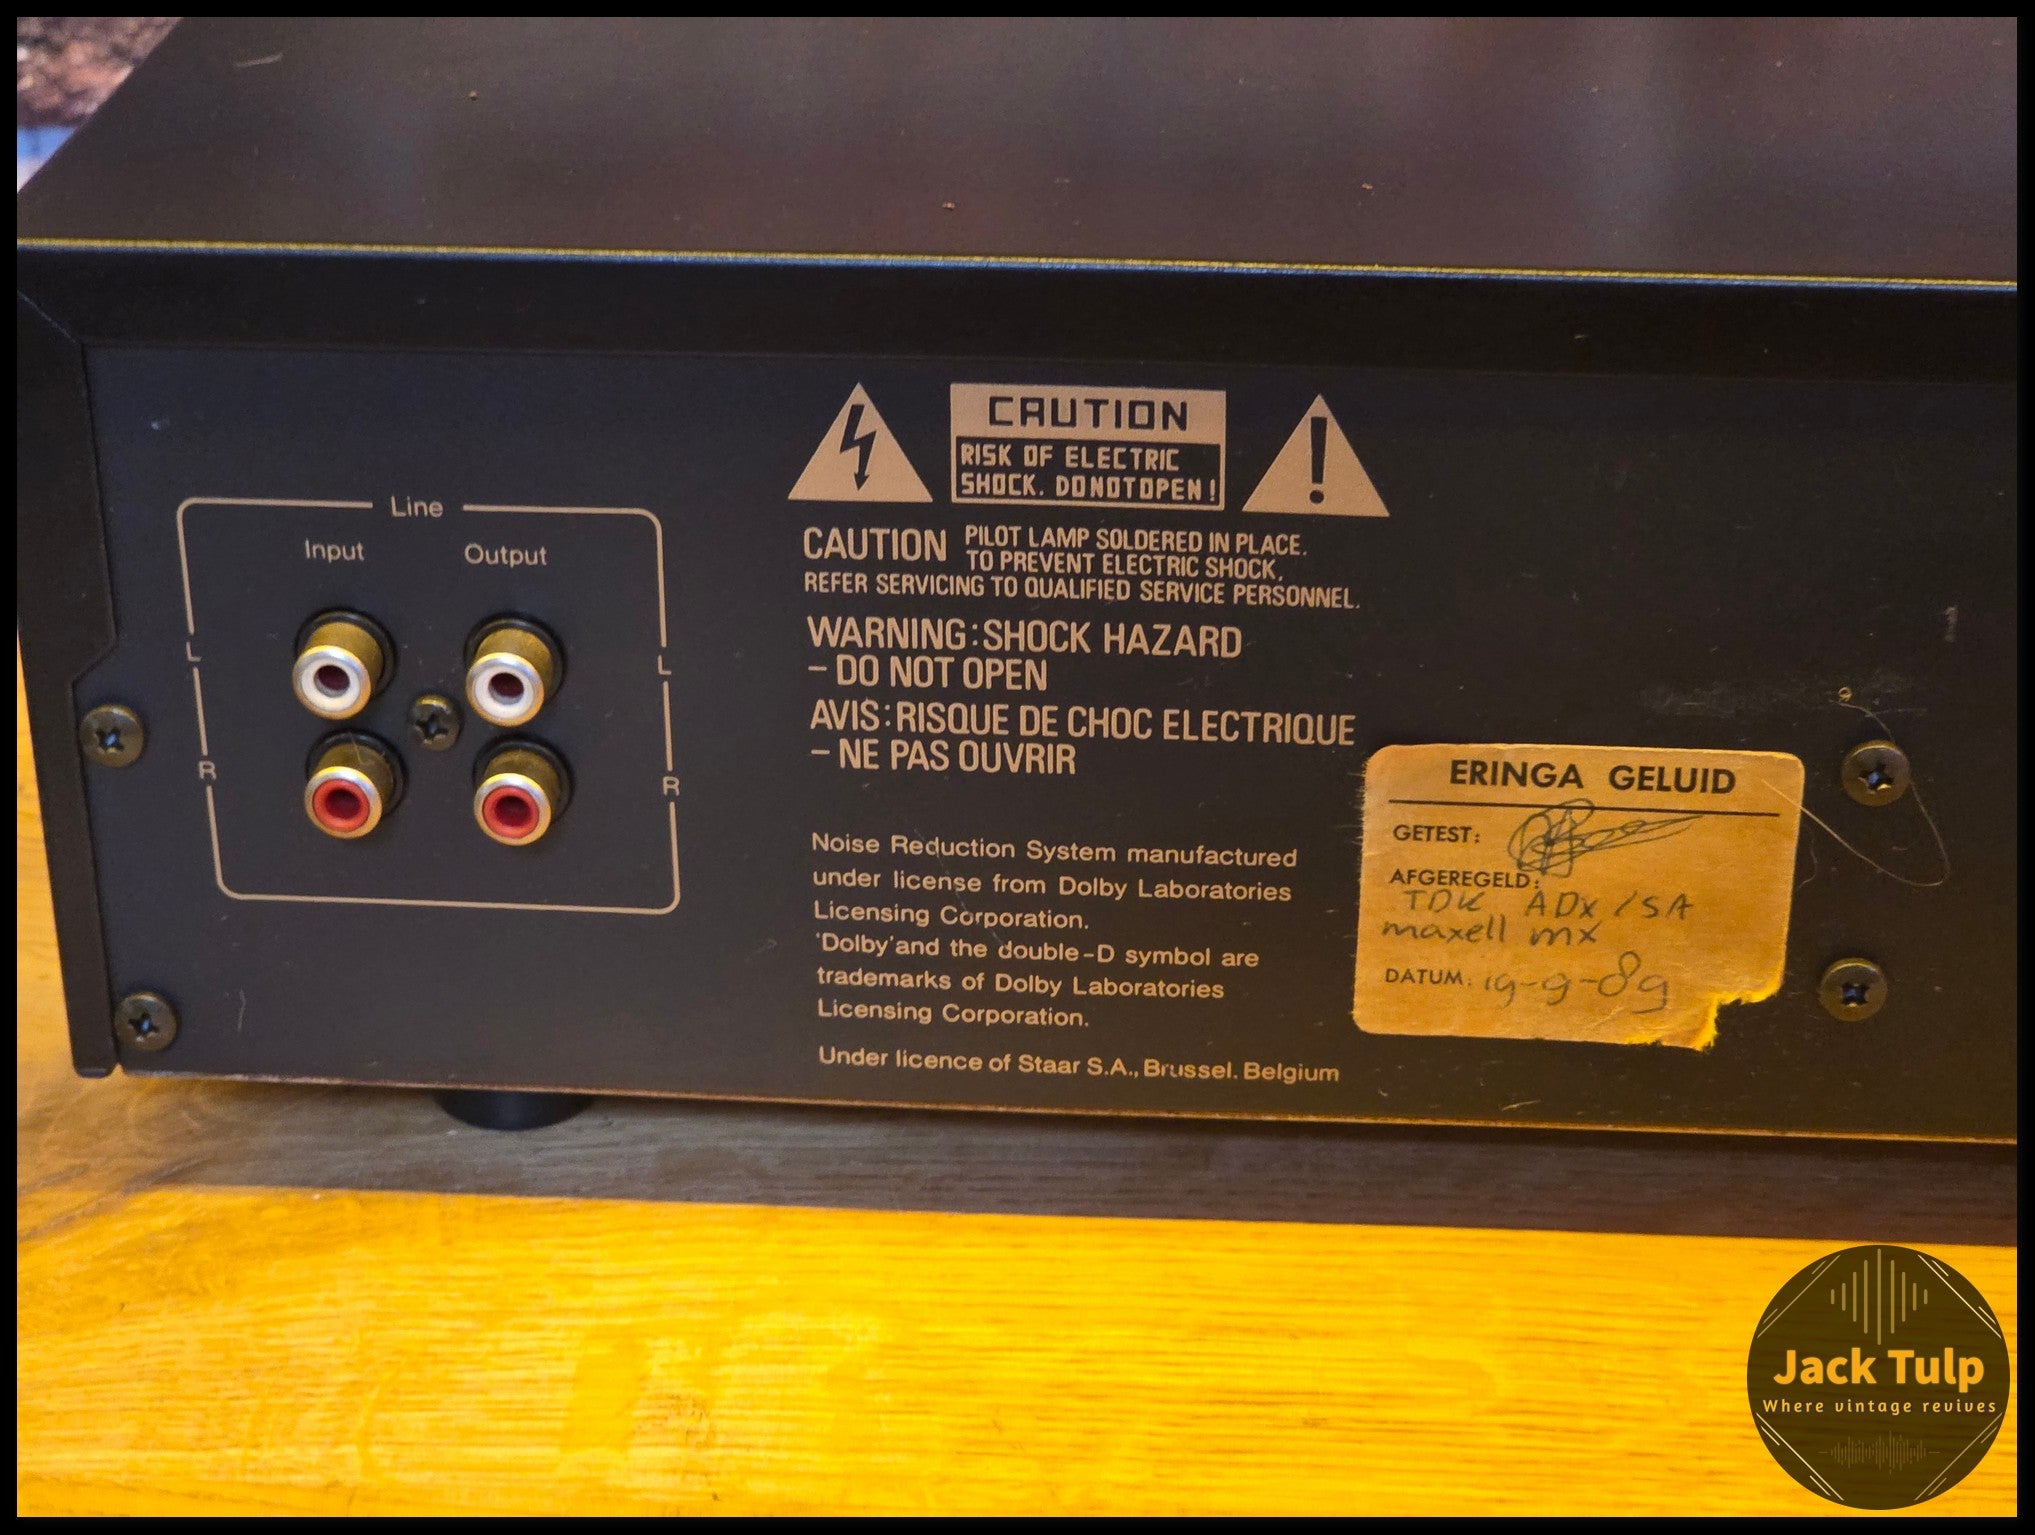 Line
Input Output
L L
R R
CAUTION
RISK OF ELECTRIC
SHOCK. DO NOT OPEN!
CAUTION PILOT LAMP SOLDERED IN PLACE.
TO PREVENT ELECTRIC SHOCK,
REFER SERVICING TO QUALIFIED SERVICE PERSONNEL.
WARNING: SHOCK HAZARD
– DO NOT OPEN
AVIS: RISQUE DE CHOC ELECTRIQUE
– NE PAS OUVRIR
Noise Reduction System manufactured
under license from Dolby Laboratories
Licensing Corporation.
'Dolby' and the double-D symbol are
trademarks of Dolby Laboratories
Licensing Corporation.
Under licence of Staar S.A., Brussel. Belgium
ERINGA GELUID
GETEST:
AFGEREGELD:
TDK ADx / SA
maxell mx
DATUM: 19-9-89
Jack Tulp
Where vintage revives